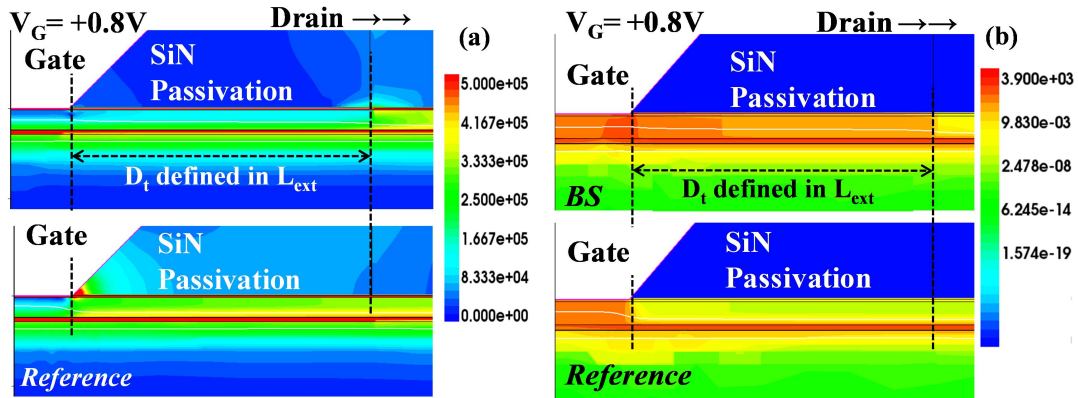 V_G= +0.8V
Drain →→
(a)
Gate
SiN
Passivation
D_t defined in L_ext
Gate
SiN
Passivation
Reference
5.000e+05
4.167e+05
3.333e+05
2.500e+05
1.667e+05
8.333e+04
0.000e+00
V_G= +0.8V
Drain →→
(b)
Gate
SiN
Passivation
D_t defined in L_ext
BS
Gate
SiN
Passivation
Reference
3.900e+03
9.830e-03
2.478e-08
6.245e-14
1.574e-19